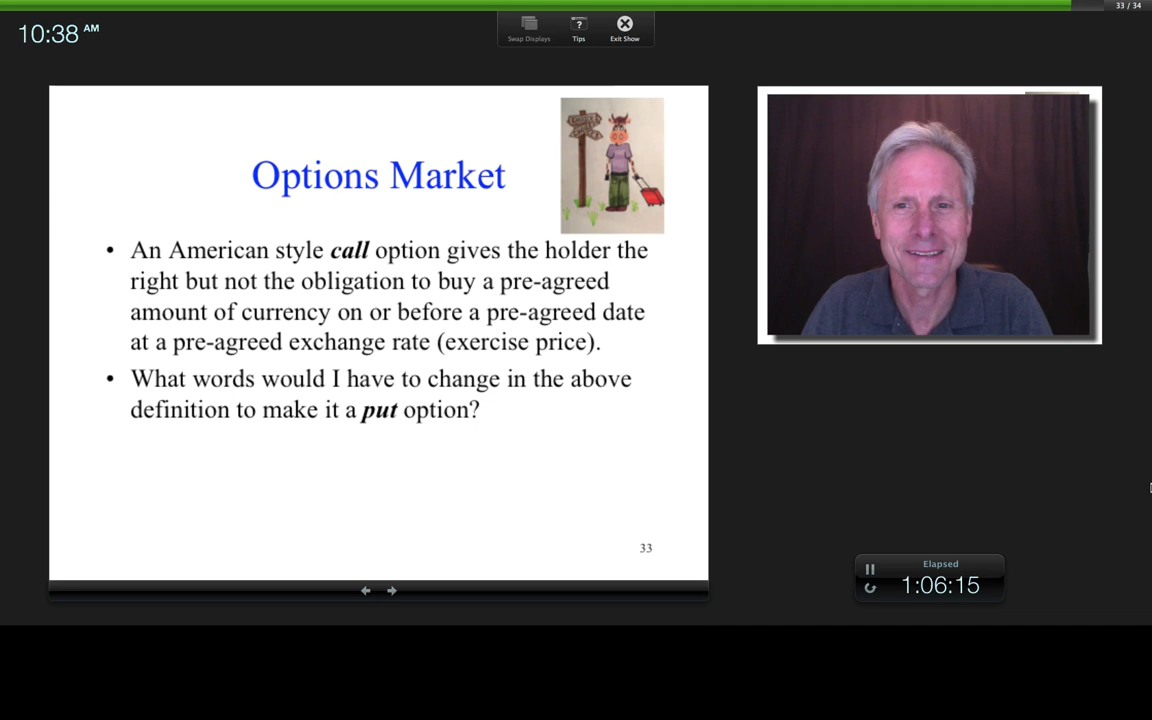 33 / 34
10:38 AM
Swap Displays
Tips
Exit Show
Options Market
• An American style call option gives the holder the
right but not the obligation to buy a pre-agreed
amount of currency on or before a pre-agreed date
at a pre-agreed exchange rate (exercise price).
• What words would I have to change in the above
definition to make it a put option?
33
Elapsed
1:06:15